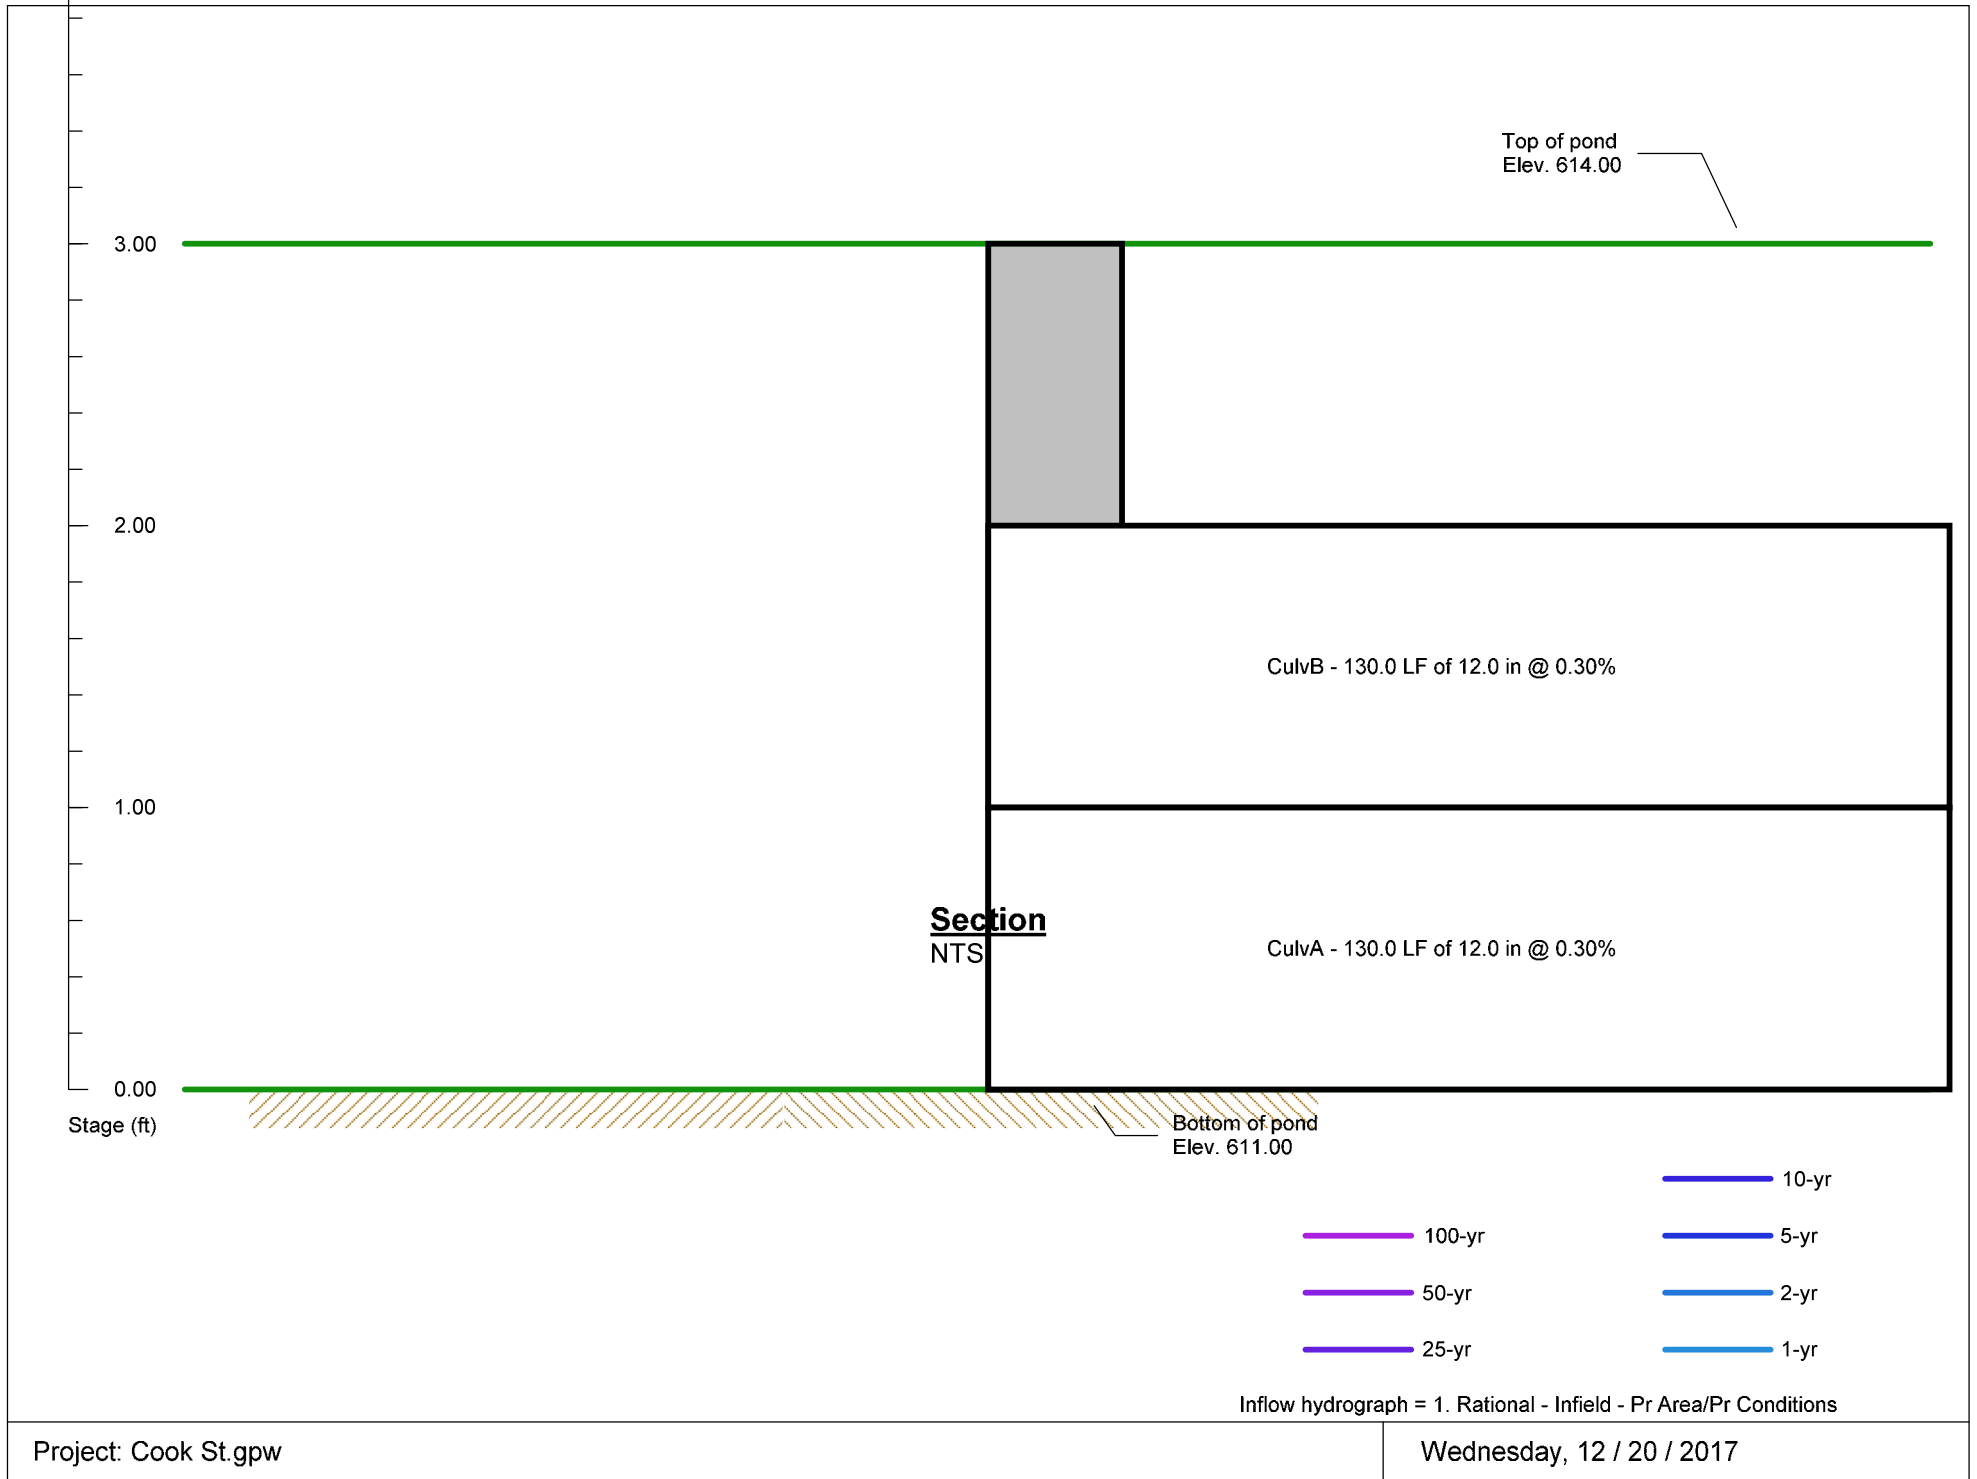 Top of pond
Elev. 614.00
3.00
2.00
CulvB - 130.0 LF of 12.0 in @ 0.30%
1.00
Section
NTS
CulvA - 130.0 LF of 12.0 in @ 0.30%
0.00
Stage (ft)
Bottom of pond
Elev. 611.00
10-yr
100-yr
5-yr
50-yr
2-yr
25-yr
1-yr
Inflow hydrograph = 1. Rational - Infield - Pr Area/Pr Conditions
Project: Cook St.gpw
Wednesday, 12 / 20 / 2017